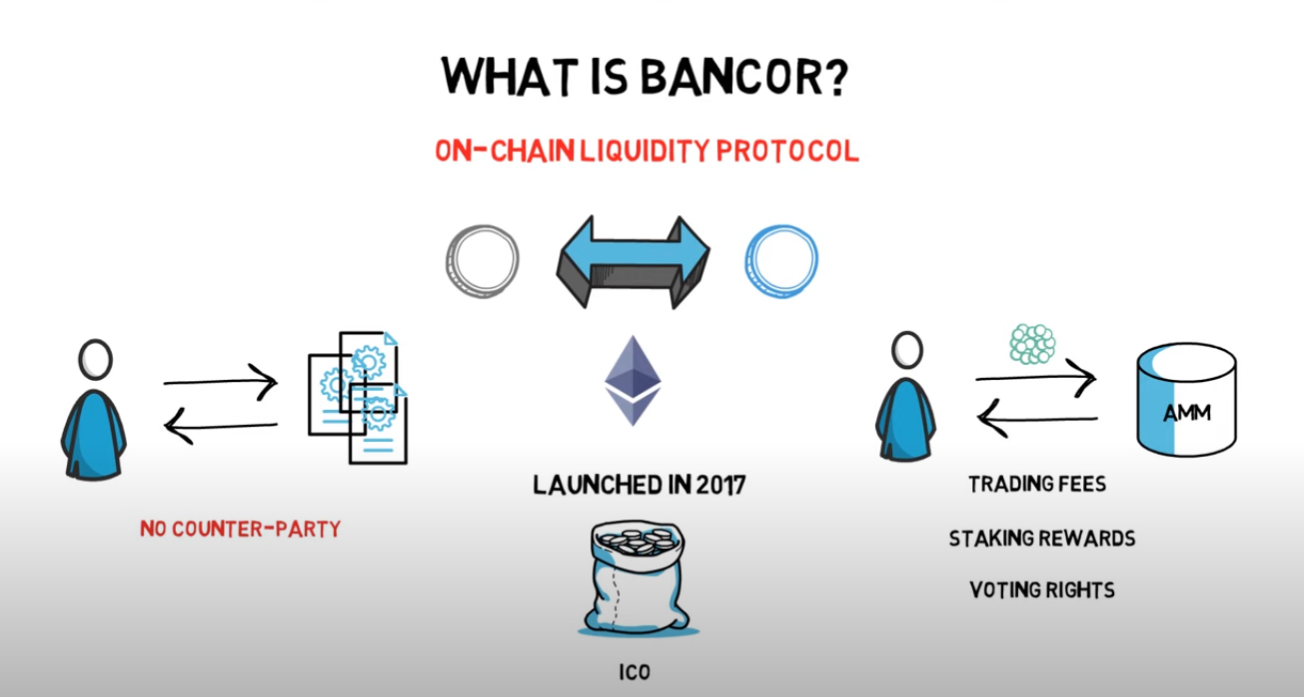 WHAT IS BANCOR?
ON-CHAIN LIQUIDITY PROTOCOL
NO COUNTER-PARTY
LAUNCHED IN 2017
ICO
AMM
TRADING FEES
STAKING REWARDS
VOTING RIGHTS